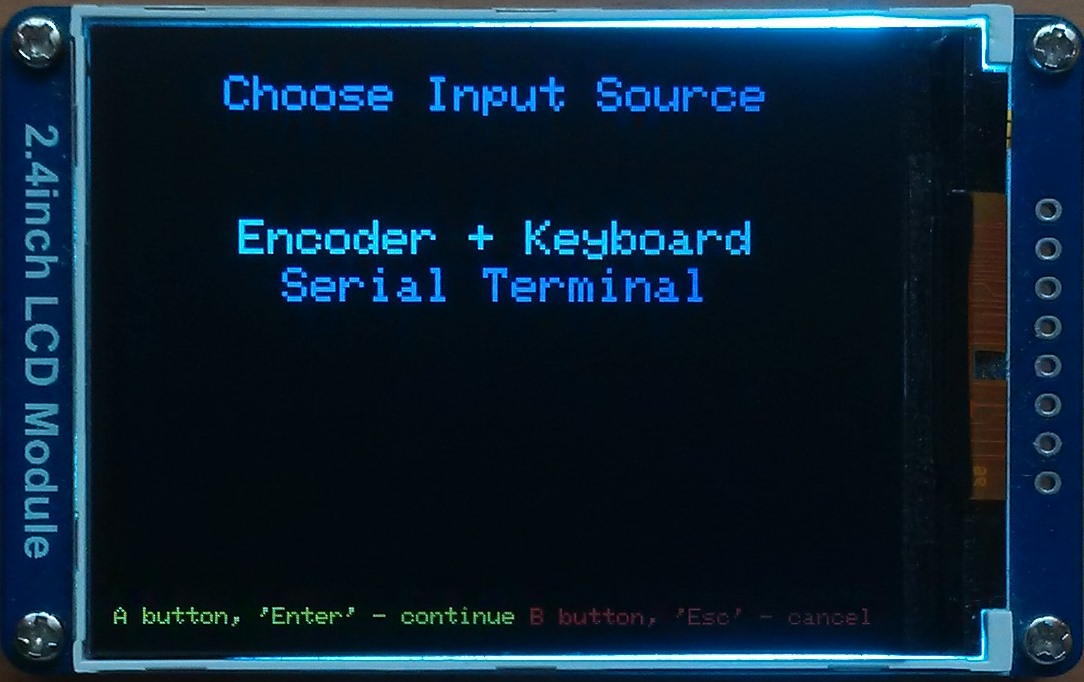 2.4inch LCD Module
Choose Input Source
Encoder + Keyboard
Serial Terminal
A button, 'Enter' - continue B button, 'Esc' - cancel